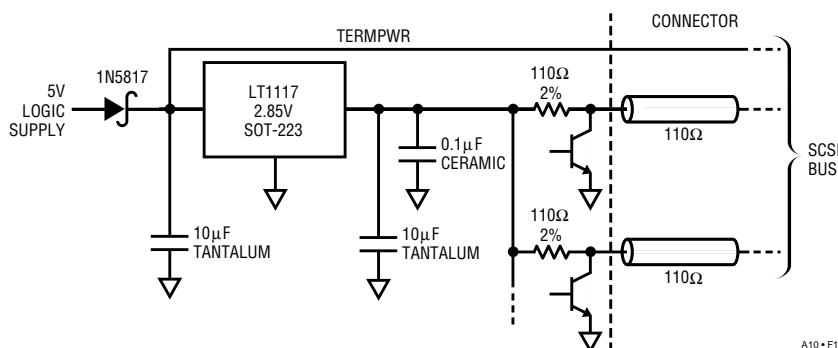 CONNECTOR
TERMPWR
1N5817
5V
LOGIC
SUPPLY
LT1117
2.85V
SOT-223
110Ω
2%
110Ω
0.1µF
CERAMIC
SCSI
BUS
10µF
TANTALUM
10µF
TANTALUM
110Ω
2%
110Ω
A10 • F1